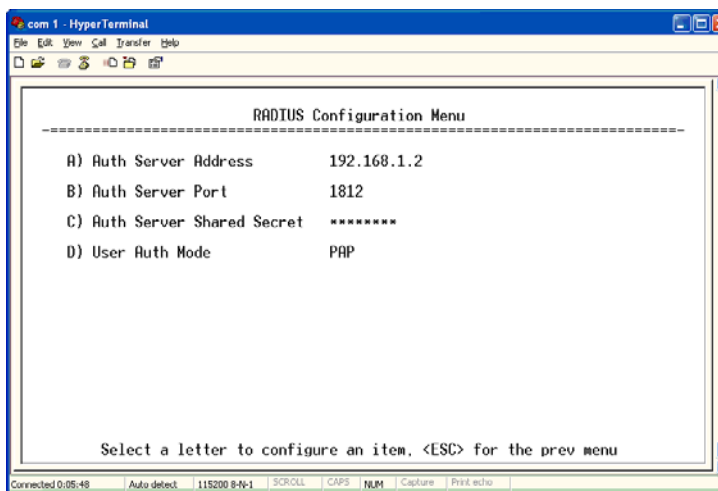 com 1 - HyperTerminal
File Edit View Call Transfer Help
RADIUS Configuration Menu
-===========================================================================-
A) Auth Server Address 192.168.1.2
B) Auth Server Port 1812
C) Auth Server Shared Secret ********
D) User Auth Mode PAP
Select a letter to configure an item, <ESC> for the prev menu
Connected 0:05:48 Auto detect 115200 8-N-1 SCROLL CAPS NUM Capture Print echo